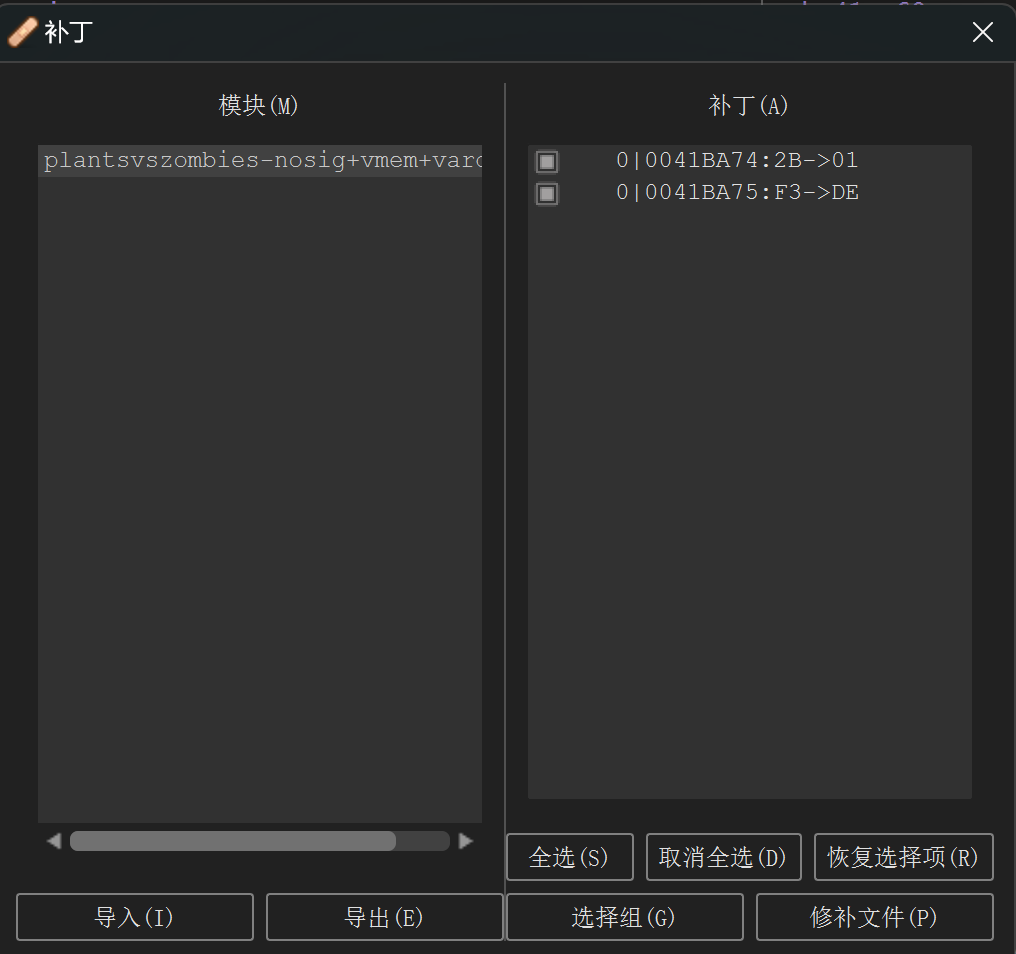 补丁
模块(M)
plantsvszombies-nosig+vmem+varc
补丁(A)
0|0041BA74:2B->01
0|0041BA75:F3->DE
全选(S)
取消全选(D)
恢复选择项(R)
导入(I)
导出(E)
选择组(G)
修补文件(P)